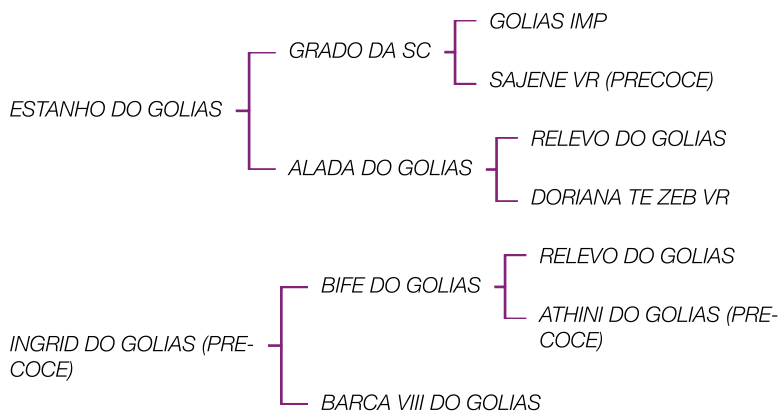 GOLIAS IMP
GRADO DA SC
SAJENE VR (PRECOCE)
ESTANHO DO GOLIAS
RELEVO DO GOLIAS
ALADA DO GOLIAS
DORIANA TE ZEB VR
RELEVO DO GOLIAS
BIFE DO GOLIAS
ATHINI DO GOLIAS (PRE-
COCE)
INGRID DO GOLIAS (PRE-
COCE)
BARCA VIII DO GOLIAS